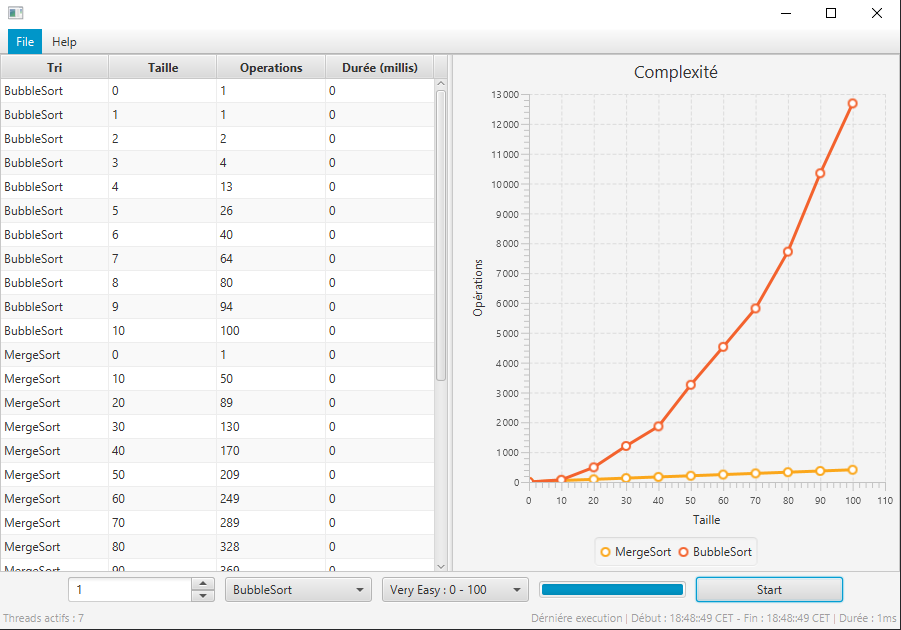 File Help
Tri Taille Operations Durée (millis)
BubbleSort 0 1 0
BubbleSort 1 1 0
BubbleSort 2 2 0
BubbleSort 3 4 0
BubbleSort 4 13 0
BubbleSort 5 26 0
BubbleSort 6 40 0
BubbleSort 7 64 0
BubbleSort 8 80 0
BubbleSort 9 94 0
BubbleSort 10 100 0
MergeSort 0 1 0
MergeSort 10 50 0
MergeSort 20 89 0
MergeSort 30 130 0
MergeSort 40 170 0
MergeSort 50 209 0
MergeSort 60 249 0
MergeSort 70 289 0
MergeSort 80 328 0
MergeSort 90 369 0
Complexité
13 000
12 000
11 000
10 000
9 000
8 000
7 000
6 000
5 000
4 000
3 000
2 000
1 000
0
Opérations
0 10 20 30 40 50 60 70 80 90 100 110
Taille
MergeSort BubbleSort
1 BubbleSort Very Easy : 0 - 100 Start
Threads actifs : 7 Dérnière execution | Début : 18:48:49 CET - Fin : 18:48:49 CET | Durée : 1ms